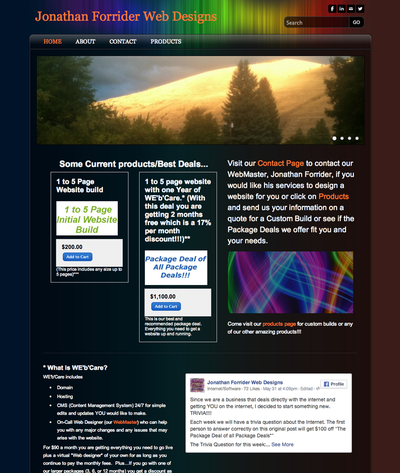 Jonathan Forrider Web Designs
Search
GO
HOME ABOUT CONTACT PRODUCTS
Some Current products/Best Deals...
1 to 5 Page
Website build
1 to 5 Page
Initial Website
Build
$200.00
Add to Cart
(This price includes any size up to
5 pages)***
1 to 5 page website
with one Year of
WE'b'Care.* (With
this deal you are
getting 2 months
free which is a 17%
per month
discount!!!)**
Package Deal of
All Package
Deals!!!
$1,100.00
Add to Cart
This is our best and
recommended package deal.
Everything you need to get a
website up and running.
Visit our Contact Page to contact our
WebMaster, Jonathan Forrider, if you
would like his services to design a
website for you or click on Products
and send us your information on a
quote for a Custom Build or see if the
Package Deals we offer fit you and
your needs.
Come visit our products page for custom builds or any
of our other amazing products!!!
* What is WE'b'Care?
WE'b'Care includes
• Domain
• Hosting
• CMS (Content Management System) 24/7 for simple
edits and updates YOU would like to make.
• On-Call Web Designer (our WebMaster) who can help
you with any major changes and any issues that may
arise with the website.
For $50 a month you are getting everything you need to go live
plus a virtual "Web designer" of your own for as long as you
continue to pay the monthly fees. Plus...if you go with one of
our larger packages (3, 6, or 12 months) you get a discount as
Jonathan Forrider Web Designs
Internet/Software · 72 Likes · May 31 at 4:09pm · Edited ·
Profile
Since we are a business that deals directly with the internet and
getting YOU on the internet, I decided to start something new.
TRIVIA!!!
Each week we will have a trivia question about the Internet. The first
person to answer correctly on the original post will get $100 off "The
Package Deal of all Package Deals"
The Trivia Question for this week:... See More